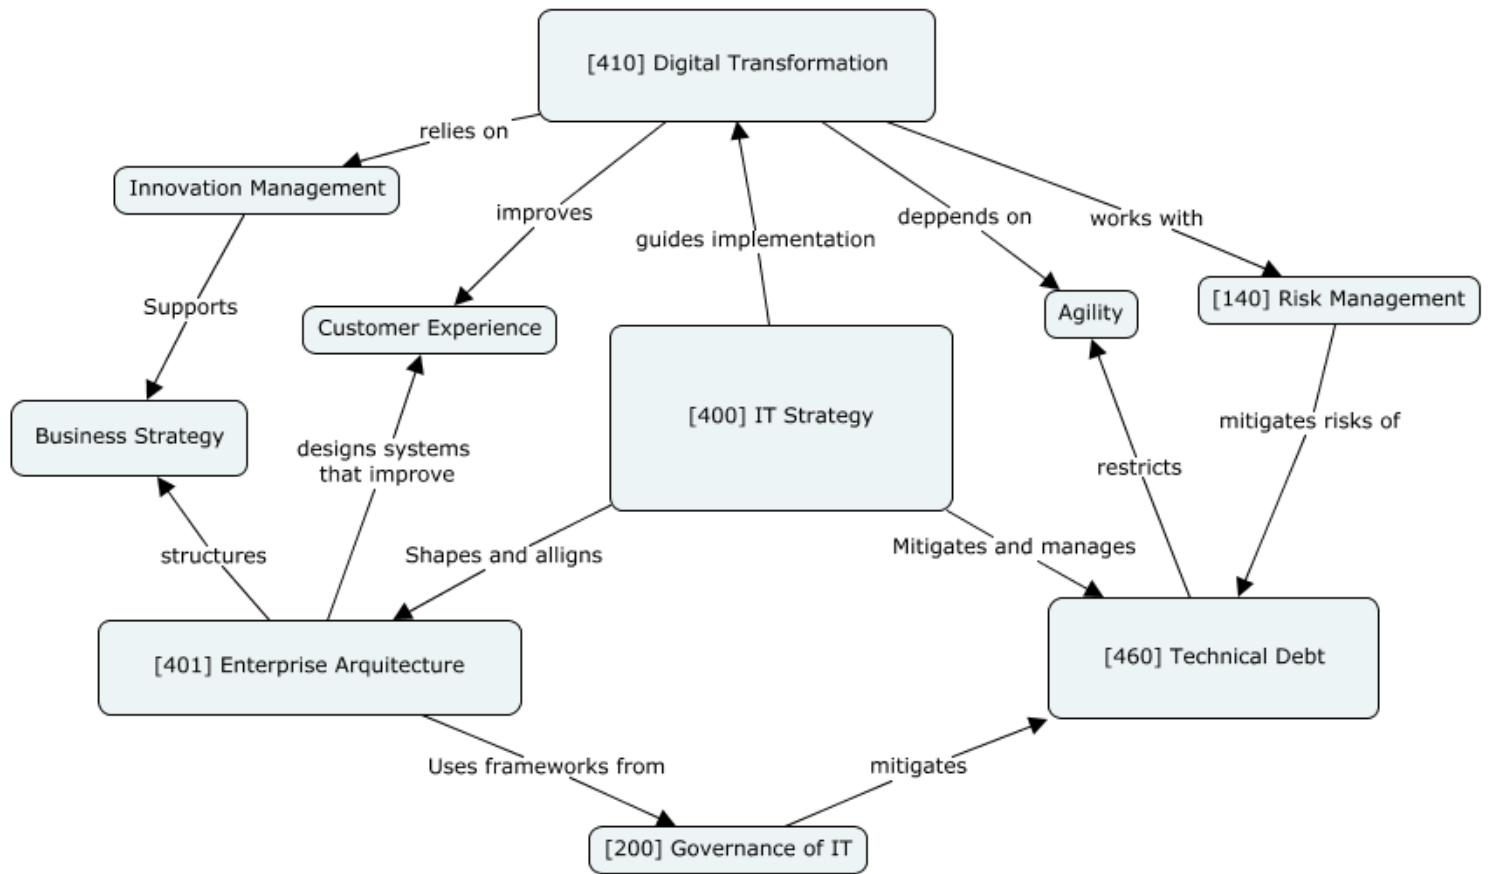 [410] Digital Transformation
relies on
Innovation Management
improves
deppends on
works with
guides implementation
[140] Risk Management
Supports
Customer Experience
Agility
[400] IT Strategy
mitigates risks of
Business Strategy
designs systems
that improve
restricts
structures
Shapes and alligns
Mitigates and manages
[401] Enterprise Arquitecture
[460] Technical Debt
Uses frameworks from
mitigates
[200] Governance of IT